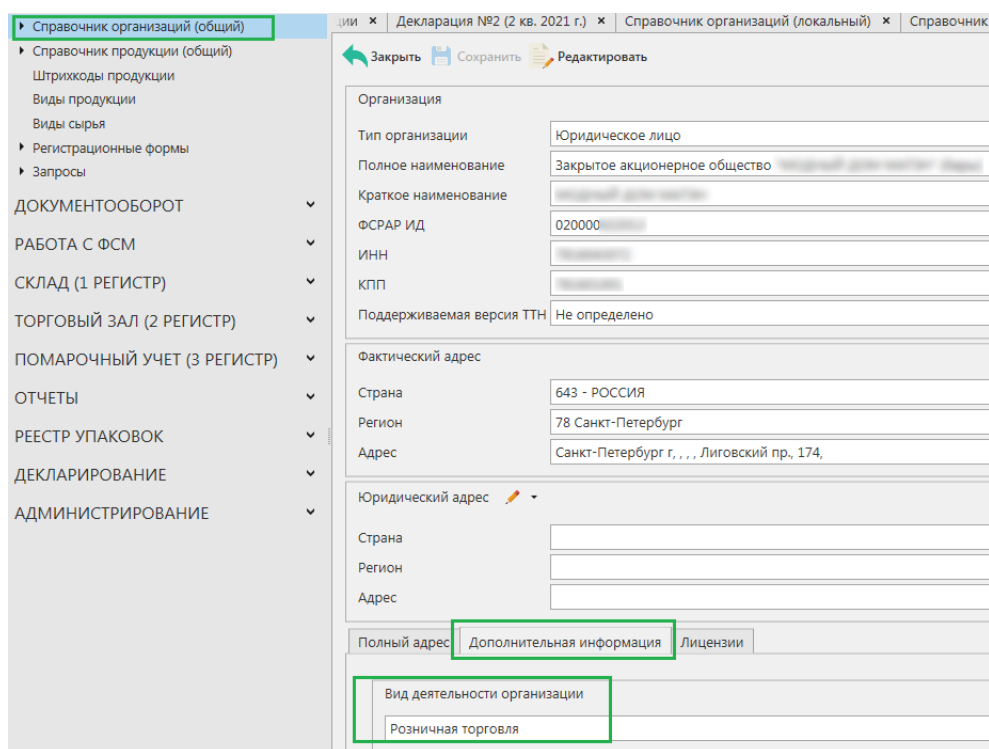 Справочник организаций (общий)
Справочник продукции (общий)
Штрихкоды продукции
Виды продукции
Виды сырья
Регистрационные формы
Запросы
ДОКУМЕНТООБОРОТ
РАБОТА С ФСМ
СКЛАД (1 РЕГИСТР)
ТОРГОВЫЙ ЗАЛ (2 РЕГИСТР)
ПОМАРОЧНЫЙ УЧЕТ (3 РЕГИСТР)
ОТЧЕТЫ
РЕЕСТР УПАКОВОК
ДЕКЛАРИРОВАНИЕ
АДМИНИСТРИРОВАНИЕ
ции × Декларация №2 (2 кв. 2021 г.) × Справочник организаций (локальный) × Справочник
Закрыть Сохранить Редактировать
Организация
Тип организации Юридическое лицо
Полное наименование Закрытое акционерное общество
Краткое наименование
ФСРАР ИД 020000
ИНН
КПП
Поддерживаемая версия ТТН Не определено
Фактический адрес
Страна 643 - РОССИЯ
Регион 78 Санкт-Петербург
Адрес Санкт-Петербург г, , , , Лиговский пр., 174,
Юридический адрес
Страна
Регион
Адрес
Полный адрес Дополнительная информация Лицензии
Вид деятельности организации
Розничная торговля